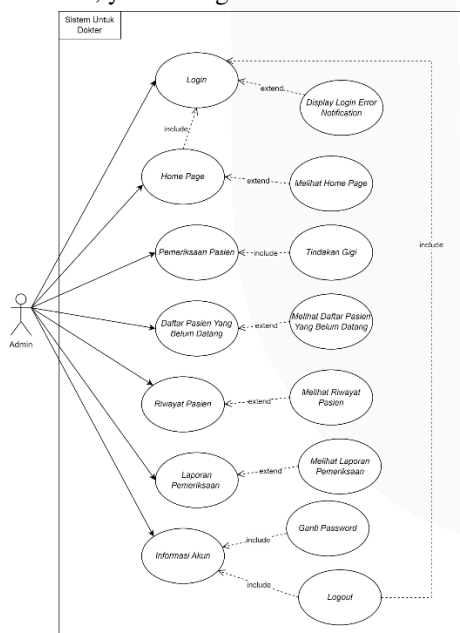 Sistem Untuk
Dokter
Login
extend
Display Login Error
Notification
include
Home Page
extend
Melihat Home Page
include
Pemeriksaan Pasien
include
Tindakan Gigi
Admin
Daftar Pasien Yang
Belum Datang
extend
Melihat Daftar Pasien
Yang Belum Datang
Riwayat Pasien
extend
Melihat Riwayat
Pasien
Laporan
Pemeriksaan
extend
Melihat Laporan
Pemeriksaan
Informasi Akun
include
Ganti Password
include
Logout